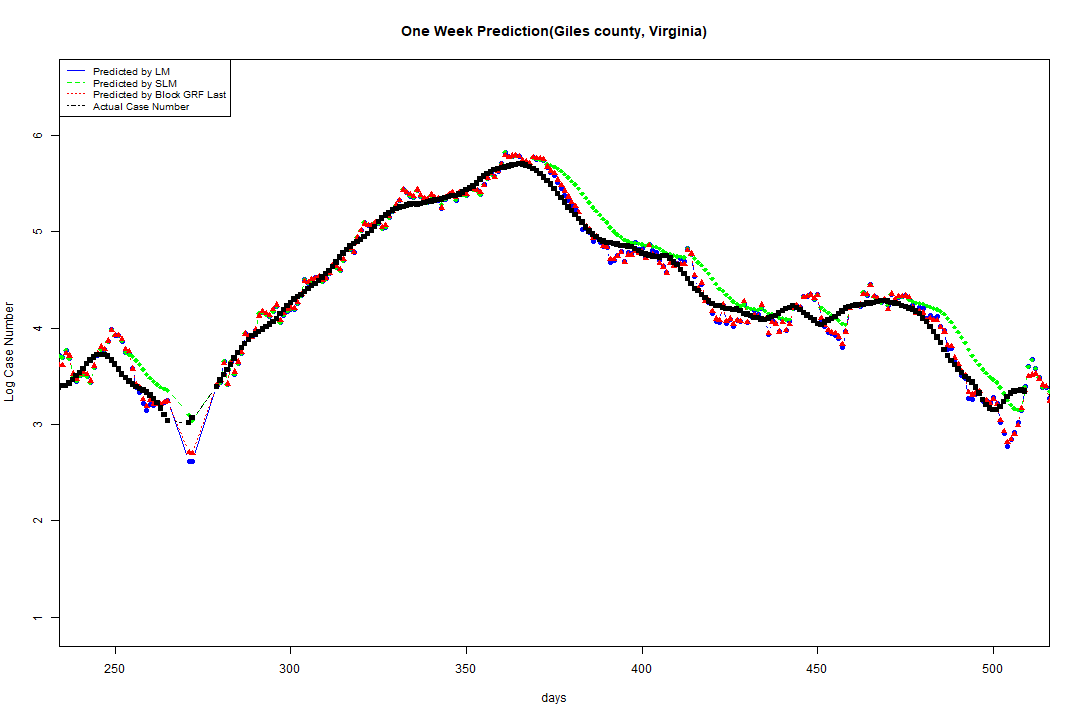 One Week Prediction(Giles county, Virginia)
Predicted by LM
Predicted by SLM
Predicted by Block GRF Last
Actual Case Number
6
5
4
3
2
1
Log Case Number
250 300 350 400 450 500
days